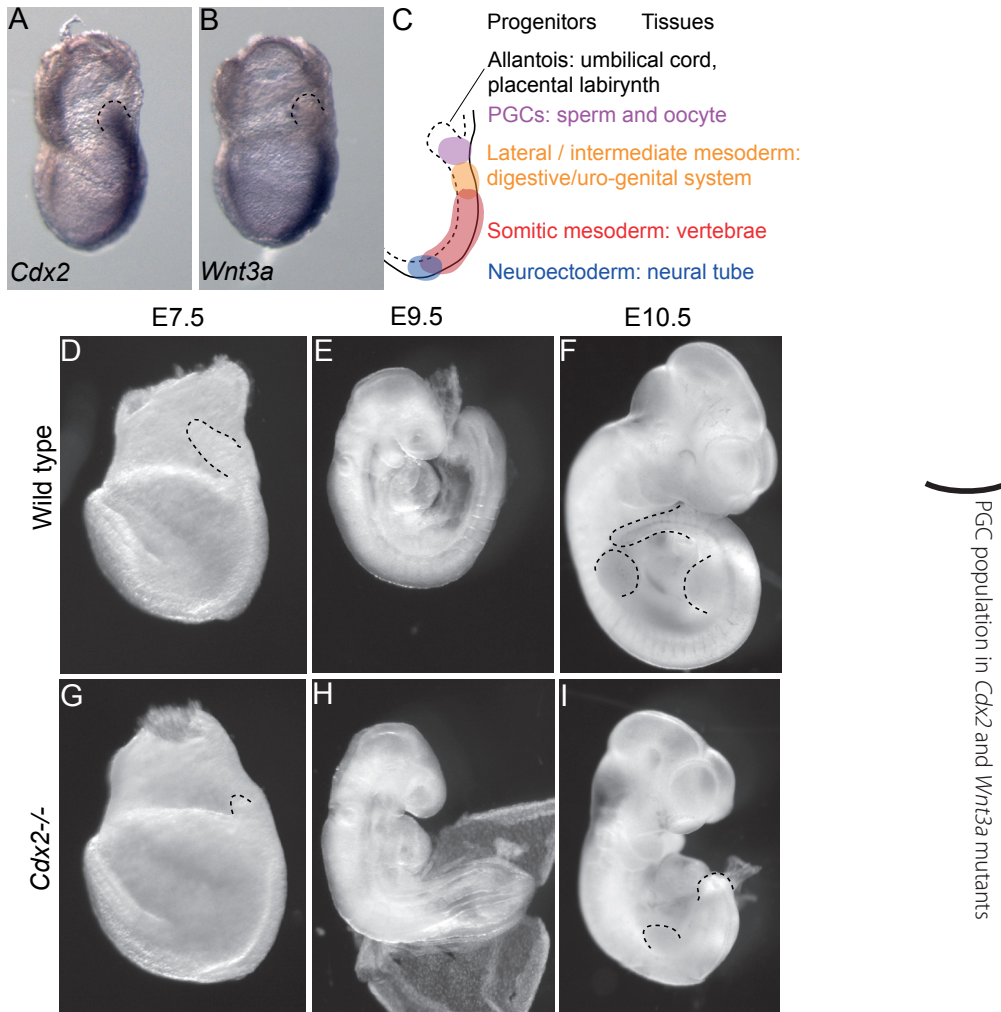 A
B
C
Progenitors Tissues
Allantois: umbilical cord,
placental labirynth
PGCs: sperm and oocyte
Lateral / intermediate mesoderm:
digestive/uro-genital system
Somitic mesoderm: vertebrae
Neuroectoderm: neural tube
Cdx2
Wnt3a
E7.5 E9.5 E10.5
D
E
F
Wild type
G
H
I
Cdx2-/-
PGC population in Cdx2 and Wnt3a mutants